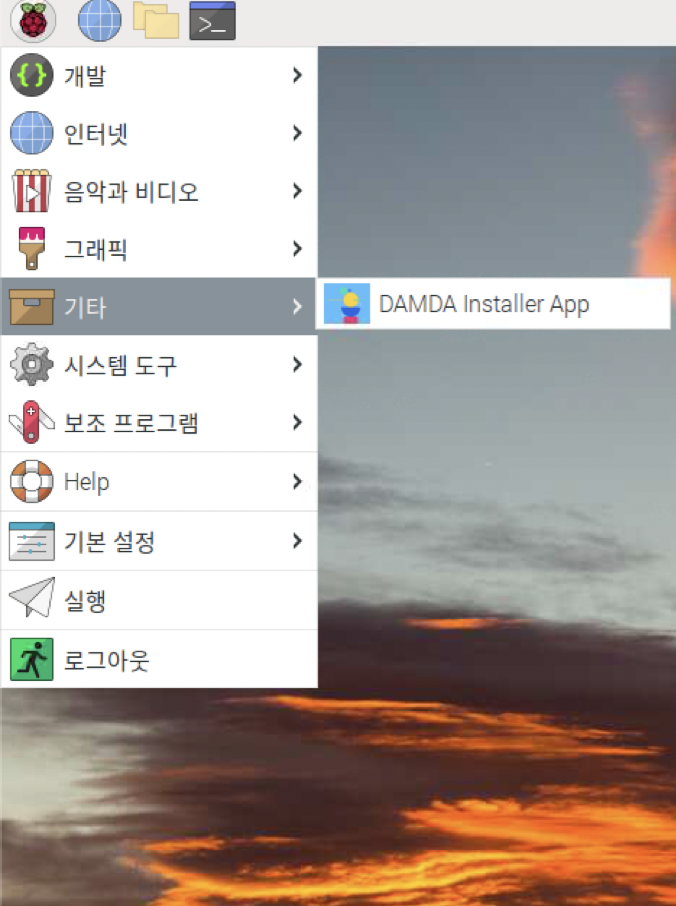 개발
인터넷
음악과 비디오
그래픽
기타
DAMDA Installer App
시스템 도구
보조 프로그램
Help
기본 설정
실행
로그아웃